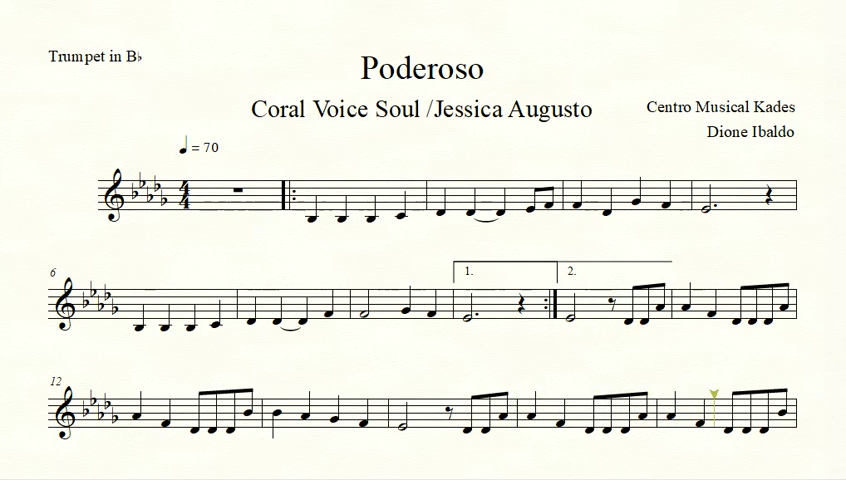 Trumpet in B♭
Poderoso
Coral Voice Soul /Jessica Augusto
Centro Musical Kades
Dione Ibaldo
♩ = 70
4
4
6
1.
2.
12